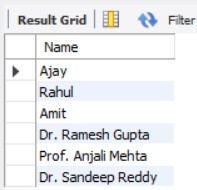 Result Grid Filter
Name
Ajay
Rahul
Amit
Dr. Ramesh Gupta
Prof. Anjali Mehta
Dr. Sandeep Reddy